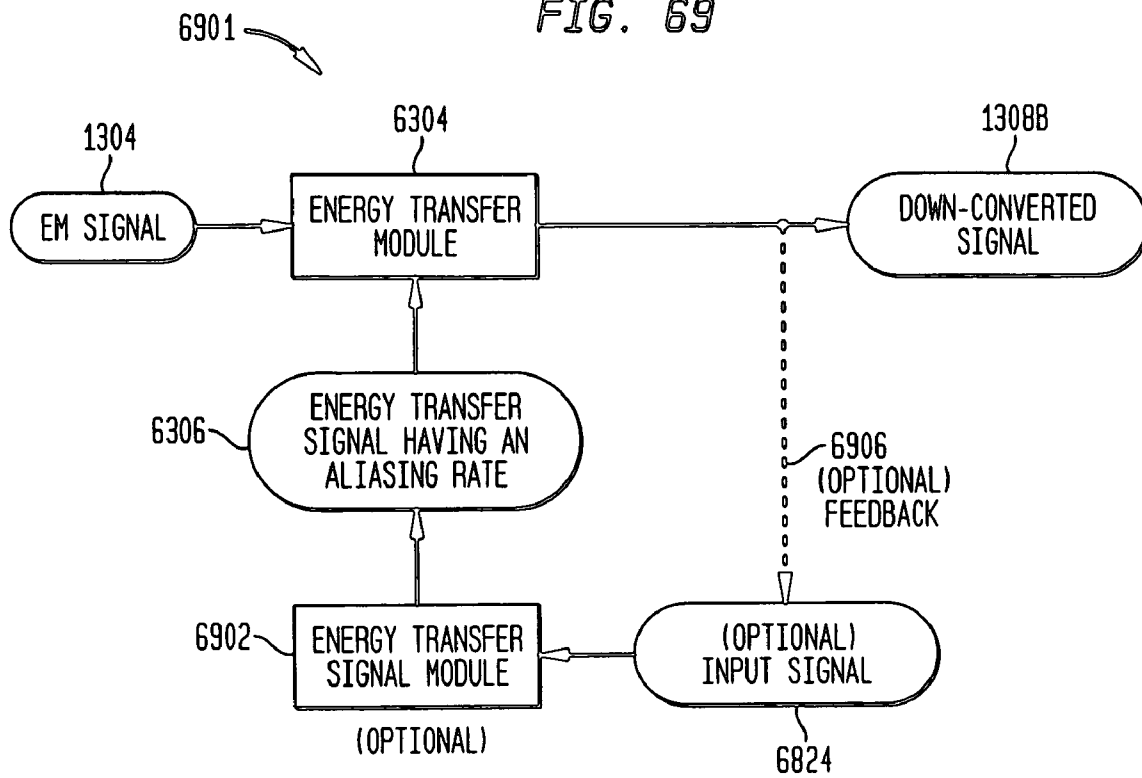 FIG. 69
6901
1304
6304
1308B
EM SIGNAL
ENERGY TRANSFER
MODULE
DOWN-CONVERTED
SIGNAL
6306
ENERGY TRANSFER
SIGNAL HAVING AN
ALIASING RATE
6906
(OPTIONAL)
FEEDBACK
6902
ENERGY TRANSFER
SIGNAL MODULE
(OPTIONAL)
(OPTIONAL)
INPUT SIGNAL
6824